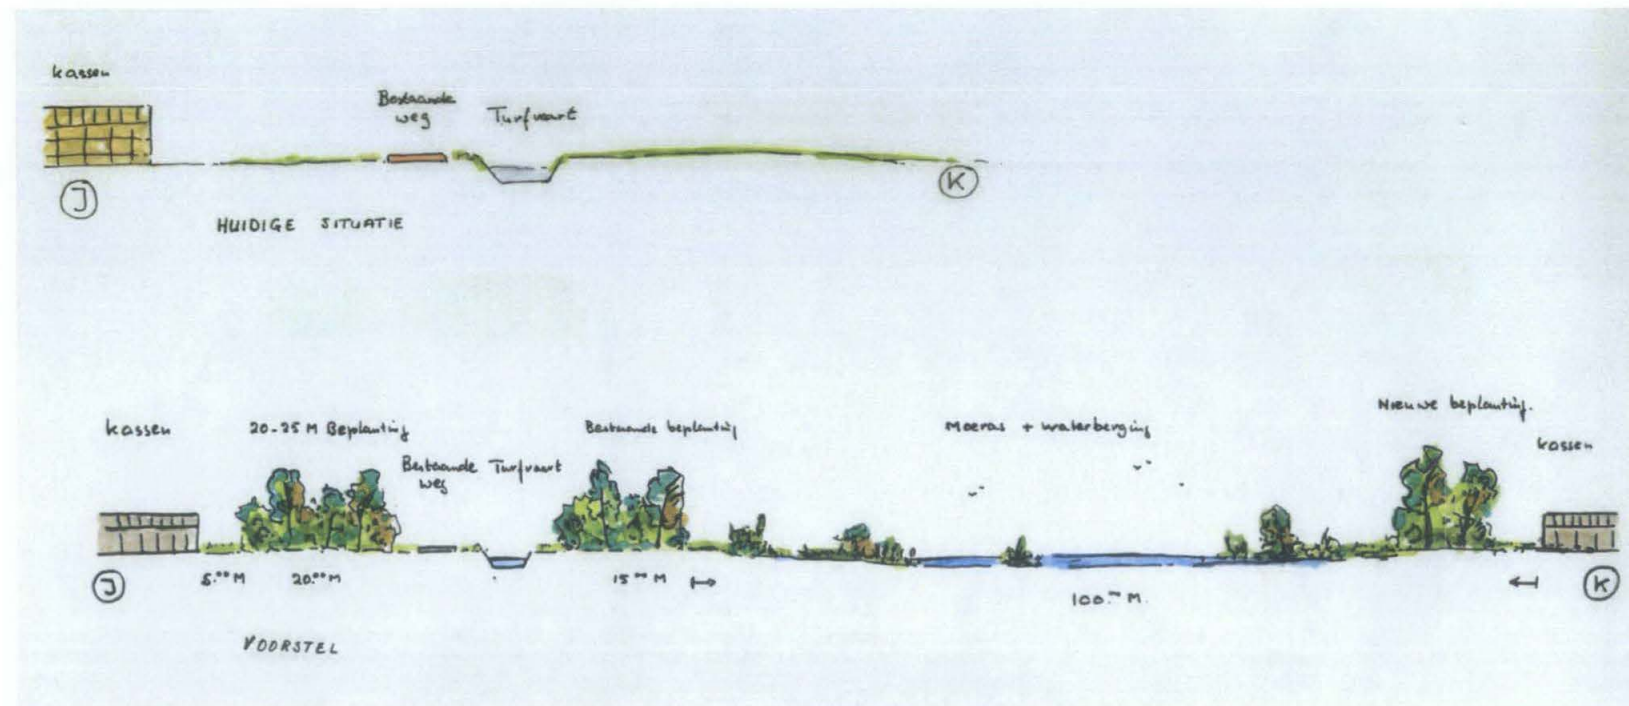 kassen
Bestaande
weg
Turfvaart
J
K
HUIDIGE SITUATIE
Nieuwe beplanting.
kassen
20-25 M Beplanting
Bestaande beplanting
Moeras + waterberging
kassen
Bestaande
weg
Turfvaart
J
5.00 M
20.00 M
15.00 M
100.00 M.
K
VOORSTEL